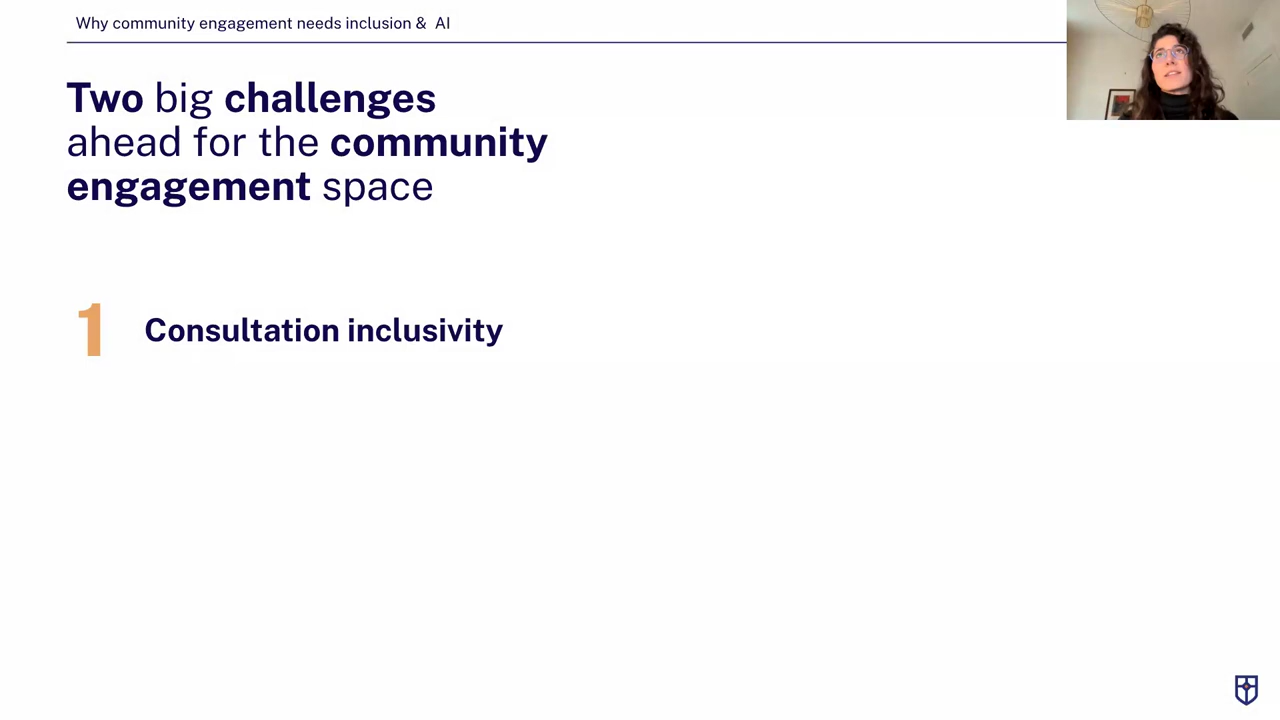 Why community engagement needs inclusion & AI
Two big challenges
ahead for the community
engagement space
1 Consultation inclusivity